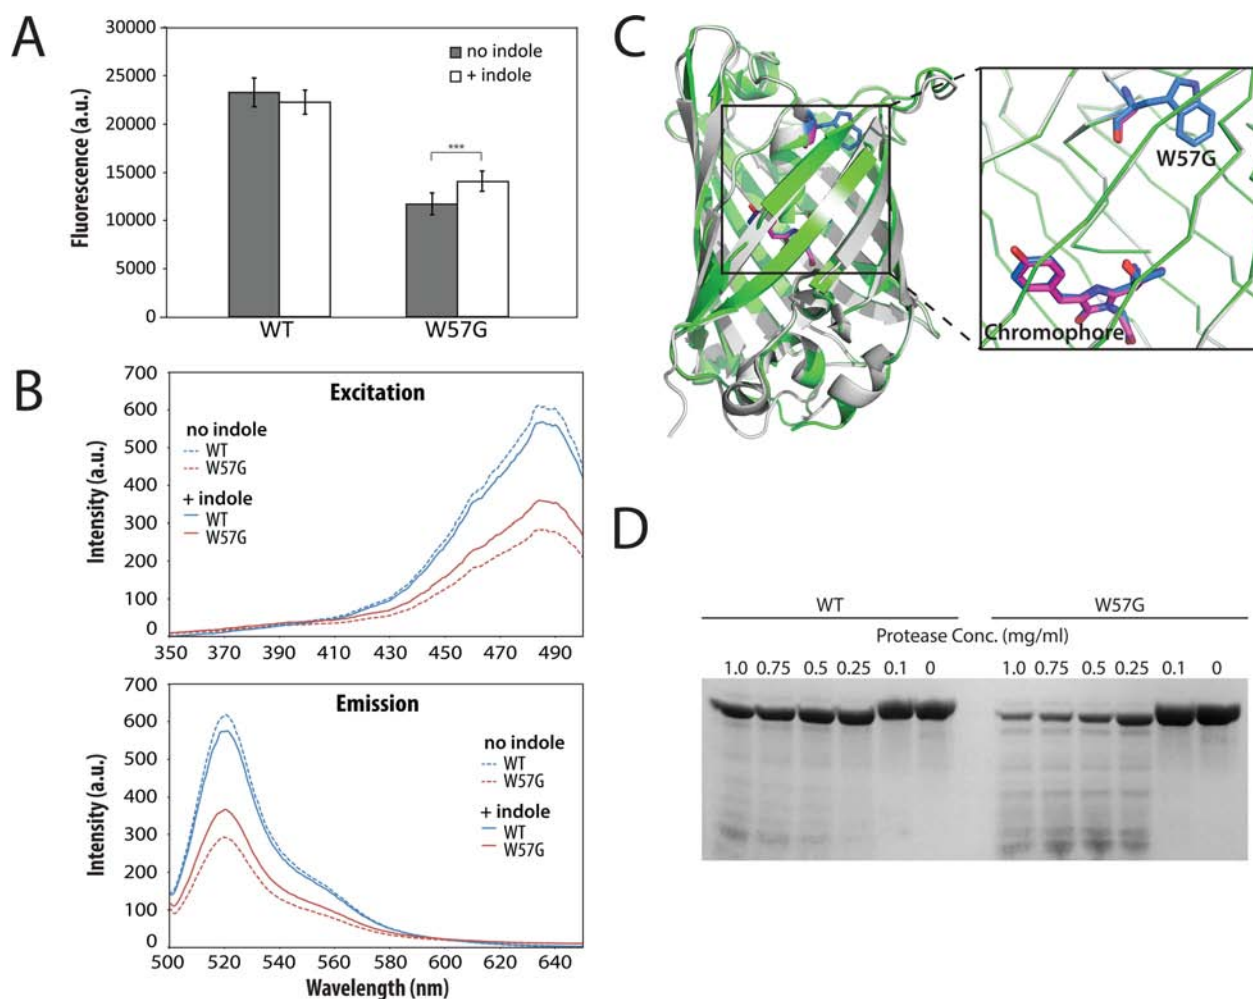 A
30000
25000
20000
15000
10000
5000
0
Fluorescence (a.u.)
no indole
+ indole
***
WT
W57G
B
700
600
500
400
300
200
100
0
Intensity (a.u.)
Excitation
no indole
WT
W57G
+ indole
WT
W57G
350 370 390 410 430 450 470 490
700
600
500
400
300
200
100
0
Intensity (a.u.)
Emission
no indole
WT
W57G
+ indole
WT
W57G
500 520 540 560 580 600 620 640
Wavelength (nm)
C
W57G
Chromophore
D
WT W57G
Protease Conc. (mg/ml)
1.0 0.75 0.5 0.25 0.1 0 1.0 0.75 0.5 0.25 0.1 0